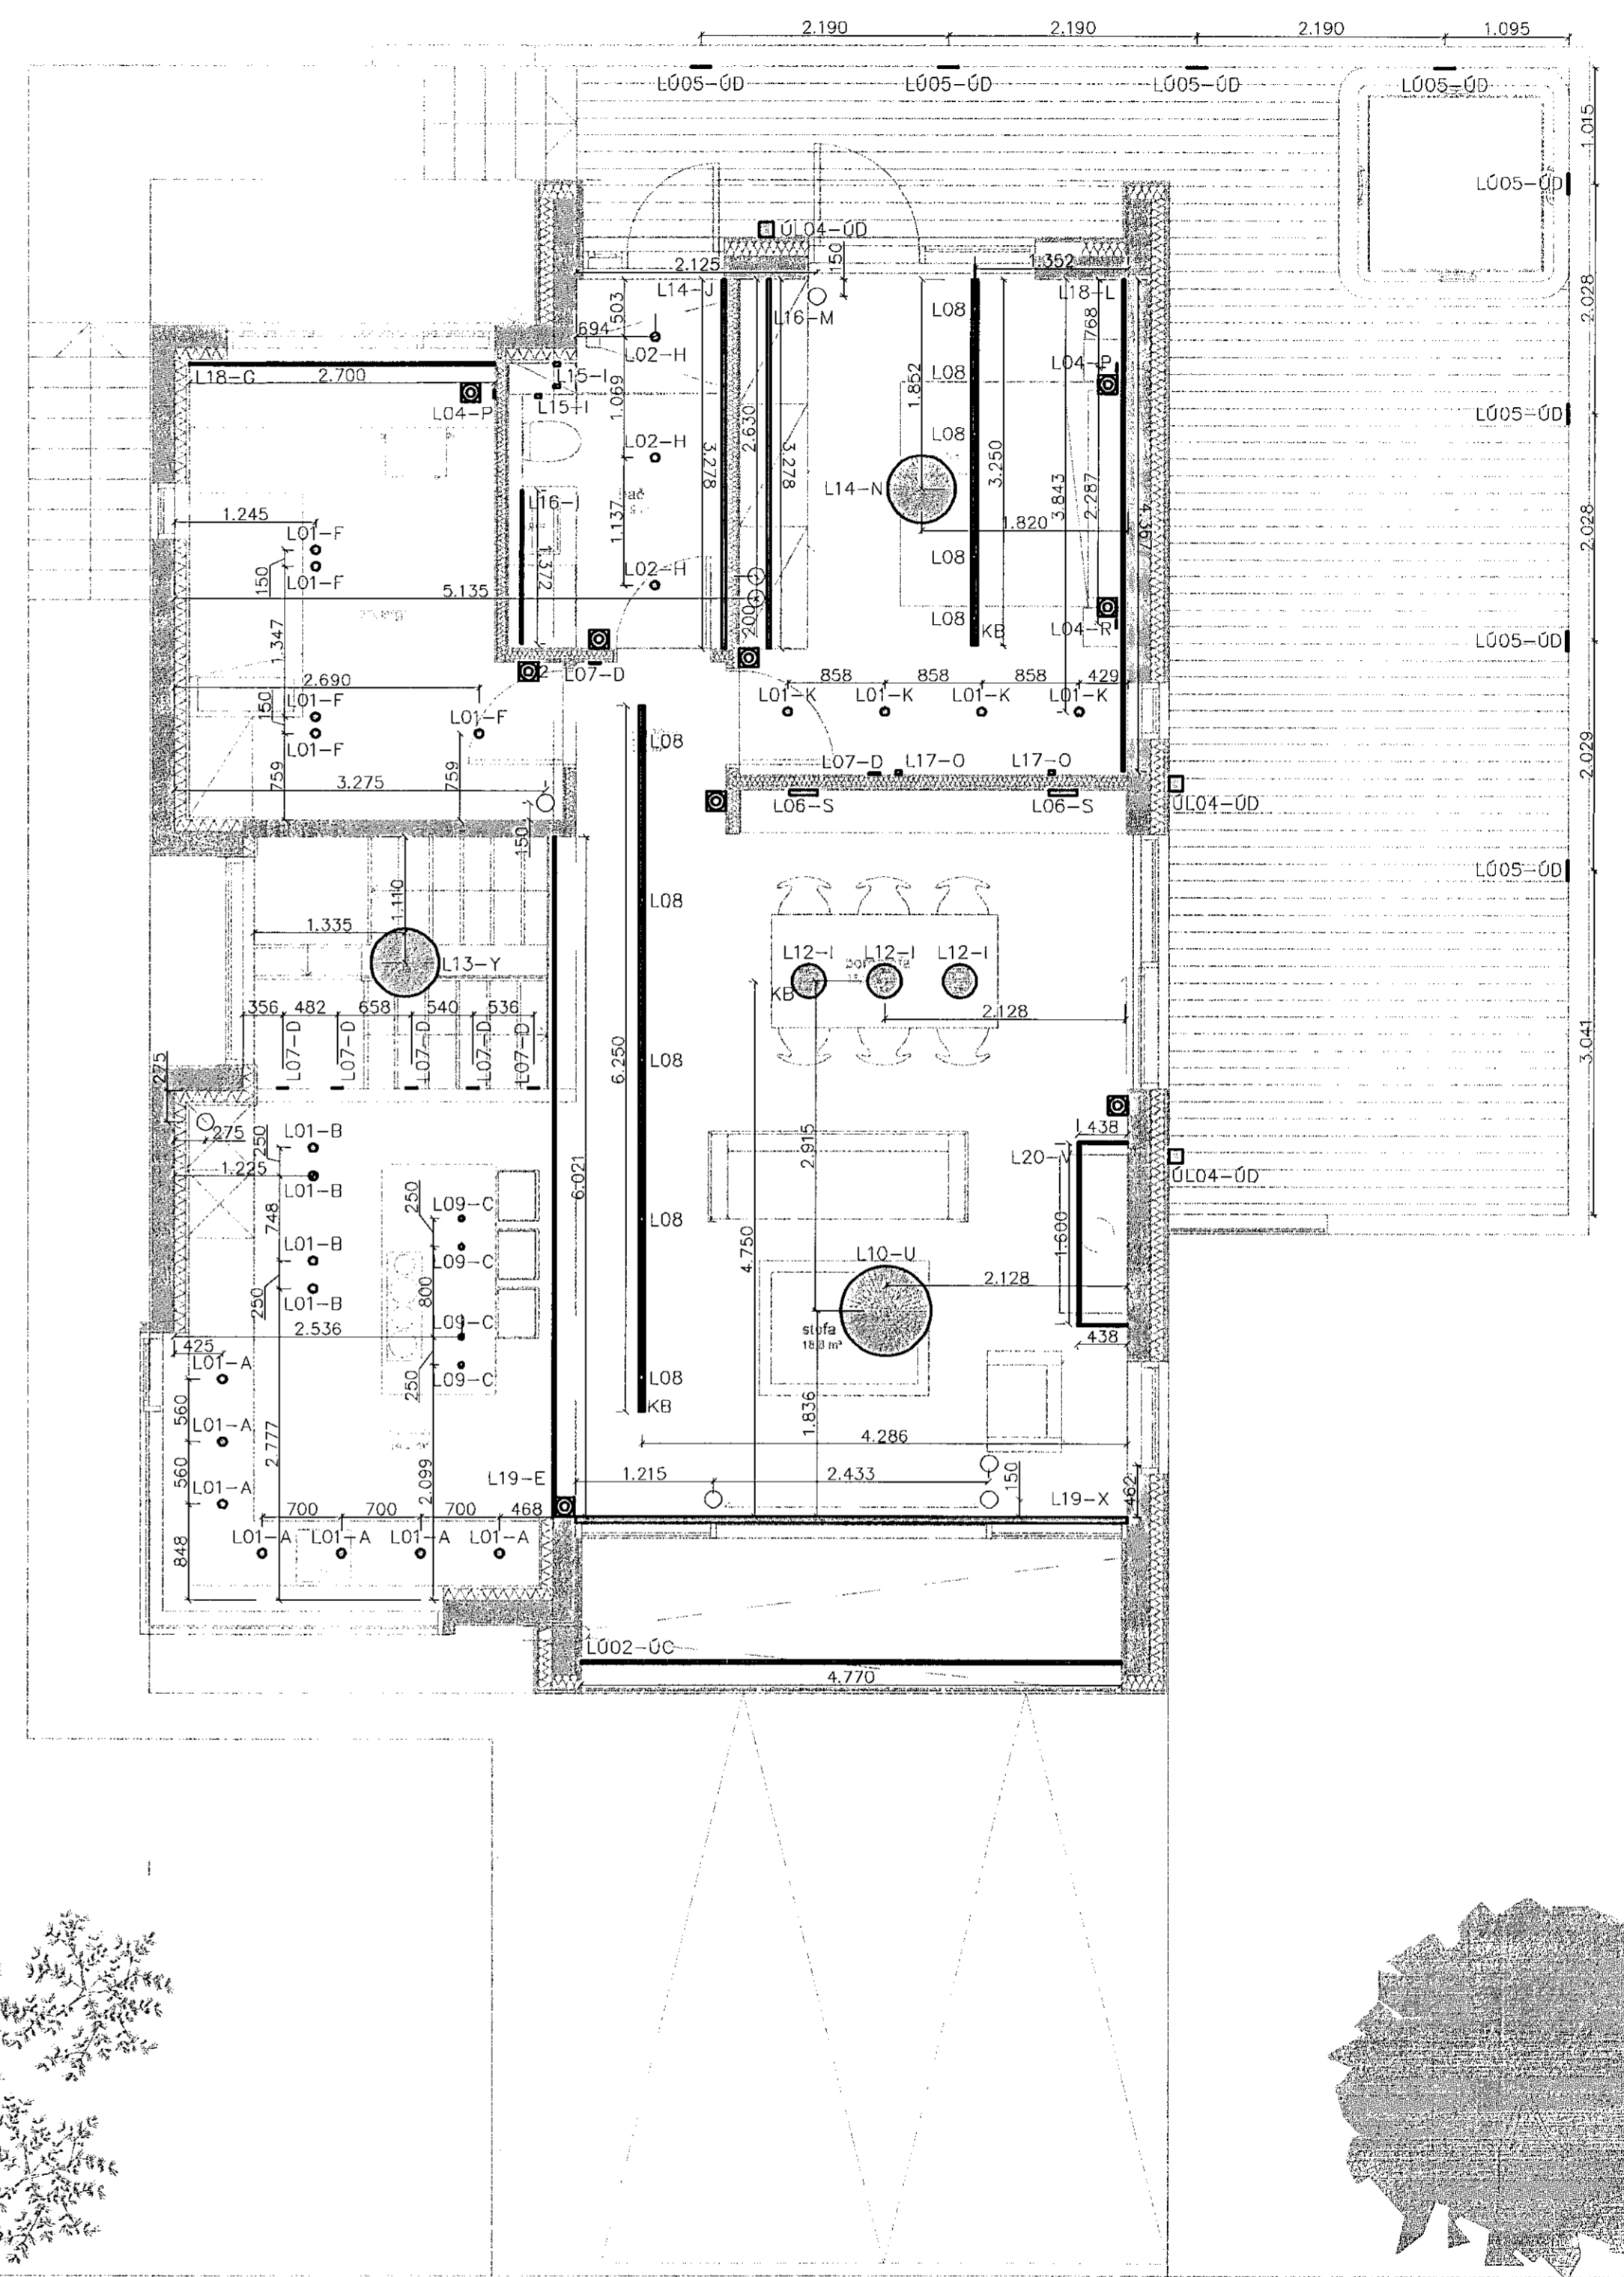 2.190 2.190 2.190 1.095
LÚ05-ÚD LÚ05-ÚD LÚ05-ÚD LÚ05-ÚD
1.015
LÚ05-ÚD
ÚL04-ÚD
2.125 150 1.352
L14-J L18-L
503 L16-M L08 768 2.028
694
L02-H
L15-I L08 L04-P
L18-G 2.700 1.069 1.852
L04-P L15-I
LÚ05-ÚD
L02-H 2.630 L08
3.278 3.278 3.250
L14-N 3.843 2.287
L16-I
1.245 1.137 1.820 2.028
L01-F
L08
150 L01-F 1.372 L02-H
5.135
200 L08 KB L04-R
LÚ05-ÚD
1.347
L07-D
2.690 858 858 858 429
150 L01-F L01-F L01-K L01-K L01-K L01-K
L08
L01-F 2.029
759 759 L07-D L17-O L17-O
3.275
L06-S L06-S ÚL04-ÚD
150
LÚ05-ÚD
1.110 L08
1.335
L12-I L12-I L12-I
L13-Y
KB
356 482 658 540 536 2.128
L07-D L07-D L07-D L07-D L07-D
3.041
275 6.250 L08
438
275 250 L01-B
2.915 L20-V
1.225 6.021 ÚL04-ÚD
L01-B
250 L09-C
748 L08 1.600
4.750
L01-B L09-C L10-U
800 2.128
250 L01-B
L09-C
2.536 stofa
18.8 m²
425 438
L01-A L09-C L08
250 KB
560 1.836
L01-A 2.777 4.286
560 2.099 L19-E 1.215 2.433 150 462
L01-A L19-X
700 700 700 468
L01-A L01-A L01-A L01-A
848
LÚ02-ÚC
4.770